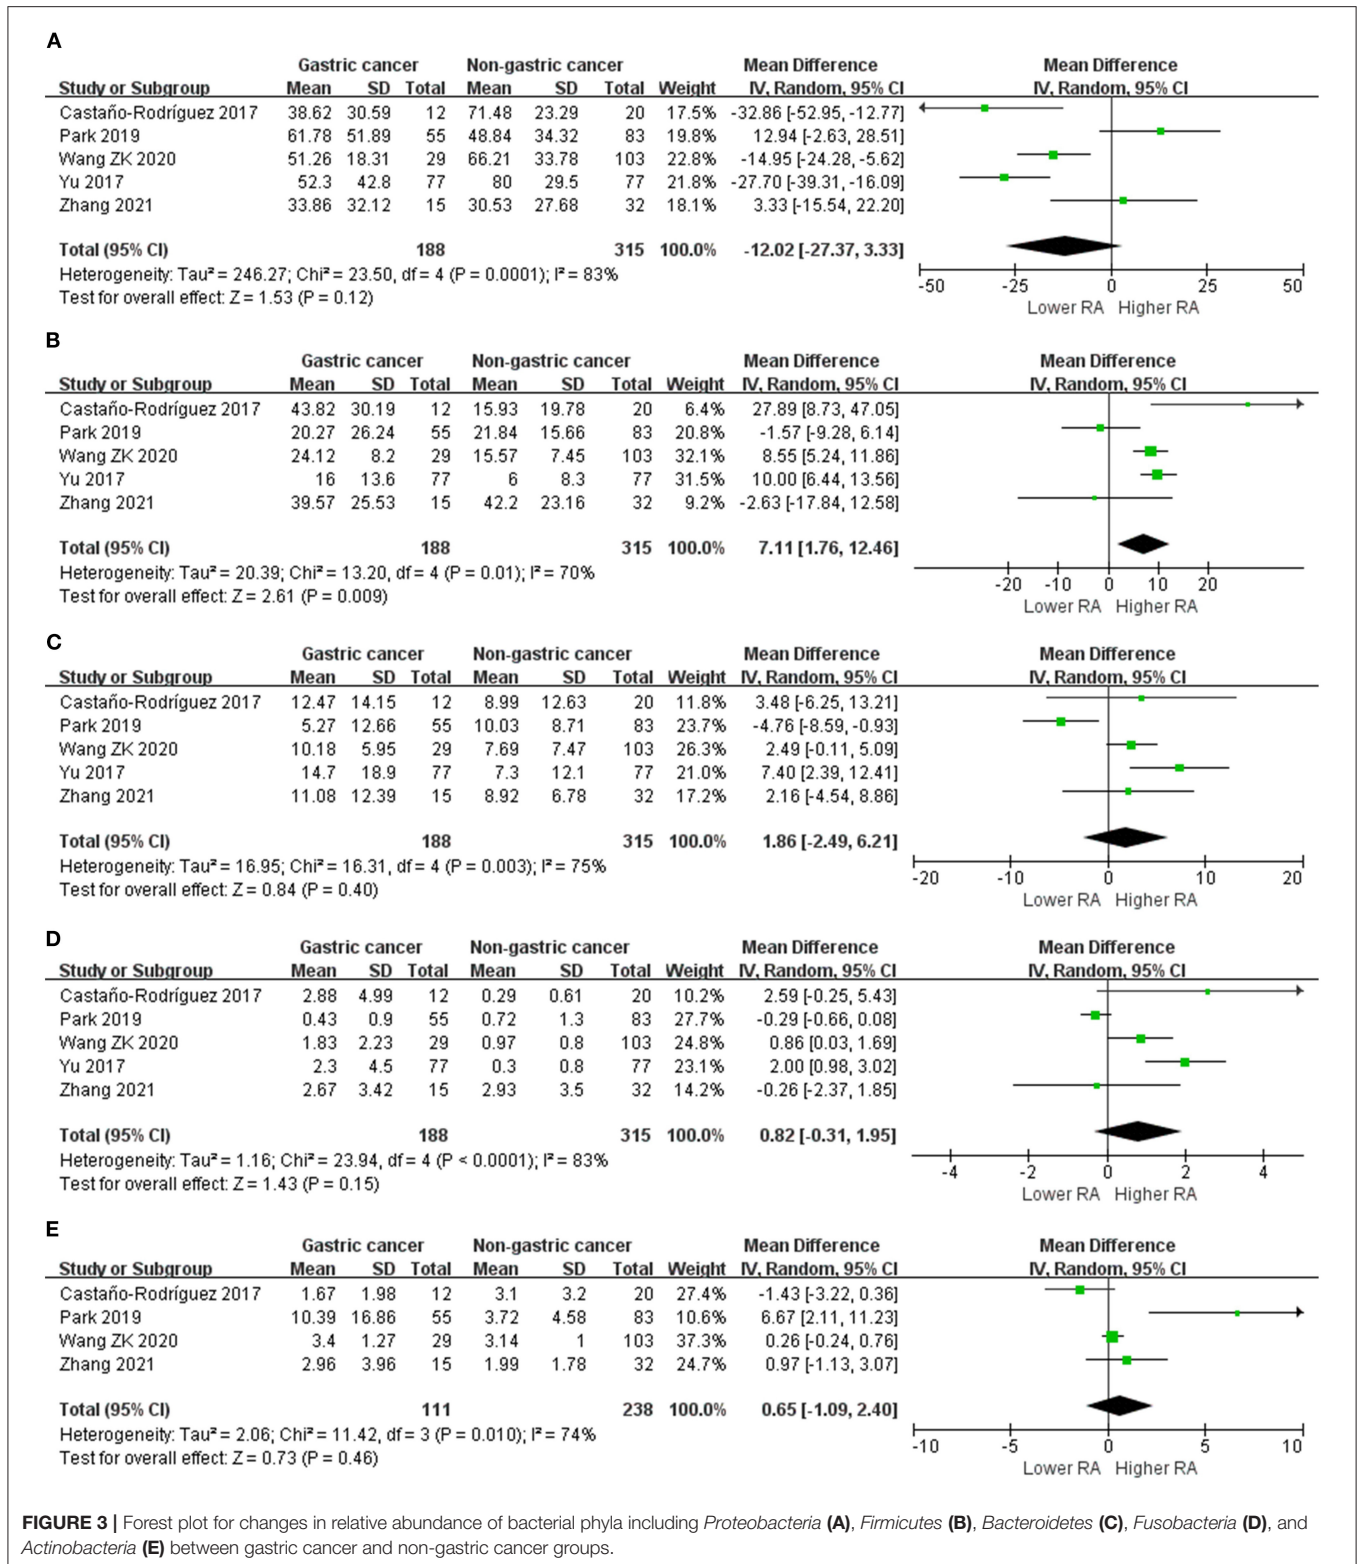 A
Gastric cancer Non-gastric cancer Mean Difference Mean Difference
Study or Subgroup Mean SD Total Mean SD Total Weight IV, Random, 95% CI IV, Random, 95% CI
Castaño-Rodríguez 2017 38.62 30.59 12 71.48 23.29 20 17.5% -32.86 [-52.95, -12.77]
Park 2019 61.78 51.89 55 48.84 34.32 83 19.8% 12.94 [-2.63, 28.51]
Wang ZK 2020 51.26 18.31 29 66.21 33.78 103 22.8% -14.95 [-24.28, -5.62]
Yu 2017 52.3 42.8 77 80 29.5 77 21.8% -27.70 [-39.31, -16.09]
Zhang 2021 33.86 32.12 15 30.53 27.68 32 18.1% 3.33 [-15.54, 22.20]
Total (95% CI) 188 315 100.0% -12.02 [-27.37, 3.33]
Heterogeneity: Tau² = 246.27; Chi² = 23.50, df = 4 (P = 0.0001); I² = 83%
Test for overall effect: Z = 1.53 (P = 0.12)
-50 -25 0 25 50
Lower RA Higher RA
B
Gastric cancer Non-gastric cancer Mean Difference Mean Difference
Study or Subgroup Mean SD Total Mean SD Total Weight IV, Random, 95% CI IV, Random, 95% CI
Castaño-Rodríguez 2017 43.82 30.19 12 15.93 19.78 20 6.4% 27.89 [8.73, 47.05]
Park 2019 20.27 26.24 55 21.84 15.66 83 20.8% -1.57 [-9.28, 6.14]
Wang ZK 2020 24.12 8.2 29 15.57 7.45 103 32.1% 8.55 [5.24, 11.86]
Yu 2017 16 13.6 77 6 8.3 77 31.5% 10.00 [6.44, 13.56]
Zhang 2021 39.57 25.53 15 42.2 23.16 32 9.2% -2.63 [-17.84, 12.58]
Total (95% CI) 188 315 100.0% 7.11 [1.76, 12.46]
Heterogeneity: Tau² = 20.39; Chi² = 13.20, df = 4 (P = 0.01); I² = 70%
Test for overall effect: Z = 2.61 (P = 0.009)
-20 -10 0 10 20
Lower RA Higher RA
C
Gastric cancer Non-gastric cancer Mean Difference Mean Difference
Study or Subgroup Mean SD Total Mean SD Total Weight IV, Random, 95% CI IV, Random, 95% CI
Castaño-Rodríguez 2017 12.47 14.15 12 8.99 12.63 20 11.8% 3.48 [-6.25, 13.21]
Park 2019 5.27 12.66 55 10.03 8.71 83 23.7% -4.76 [-8.59, -0.93]
Wang ZK 2020 10.18 5.95 29 7.69 7.47 103 26.3% 2.49 [-0.11, 5.09]
Yu 2017 14.7 18.9 77 7.3 12.1 77 21.0% 7.40 [2.39, 12.41]
Zhang 2021 11.08 12.39 15 8.92 6.78 32 17.2% 2.16 [-4.54, 8.86]
Total (95% CI) 188 315 100.0% 1.86 [-2.49, 6.21]
Heterogeneity: Tau² = 16.95; Chi² = 16.31, df = 4 (P = 0.003); I² = 75%
Test for overall effect: Z = 0.84 (P = 0.40)
-20 -10 0 10 20
Lower RA Higher RA
D
Gastric cancer Non-gastric cancer Mean Difference Mean Difference
Study or Subgroup Mean SD Total Mean SD Total Weight IV, Random, 95% CI IV, Random, 95% CI
Castaño-Rodríguez 2017 2.88 4.99 12 0.29 0.61 20 10.2% 2.59 [-0.25, 5.43]
Park 2019 0.43 0.9 55 0.72 1.3 83 27.7% -0.29 [-0.66, 0.08]
Wang ZK 2020 1.83 2.23 29 0.97 0.8 103 24.8% 0.86 [0.03, 1.69]
Yu 2017 2.3 4.5 77 0.3 0.8 77 23.1% 2.00 [0.98, 3.02]
Zhang 2021 2.67 3.42 15 2.93 3.5 32 14.2% -0.26 [-2.37, 1.85]
Total (95% CI) 188 315 100.0% 0.82 [-0.31, 1.95]
Heterogeneity: Tau² = 1.16; Chi² = 23.94, df = 4 (P < 0.0001); I² = 83%
Test for overall effect: Z = 1.43 (P = 0.15)
-4 -2 0 2 4
Lower RA Higher RA
E
Gastric cancer Non-gastric cancer Mean Difference Mean Difference
Study or Subgroup Mean SD Total Mean SD Total Weight IV, Random, 95% CI IV, Random, 95% CI
Castaño-Rodríguez 2017 1.67 1.98 12 3.1 3.2 20 27.4% -1.43 [-3.22, 0.36]
Park 2019 10.39 16.86 55 3.72 4.58 83 10.6% 6.67 [2.11, 11.23]
Wang ZK 2020 3.4 1.27 29 3.14 1 103 37.3% 0.26 [-0.24, 0.76]
Zhang 2021 2.96 3.96 15 1.99 1.78 32 24.7% 0.97 [-1.13, 3.07]
Total (95% CI) 111 238 100.0% 0.65 [-1.09, 2.40]
Heterogeneity: Tau² = 2.06; Chi² = 11.42, df = 3 (P = 0.010); I² = 74%
Test for overall effect: Z = 0.73 (P = 0.46)
-10 -5 0 5 10
Lower RA Higher RA
FIGURE 3 | Forest plot for changes in relative abundance of bacterial phyla including Proteobacteria (A), Firmicutes (B), Bacteroidetes (C), Fusobacteria (D), and
Actinobacteria (E) between gastric cancer and non-gastric cancer groups.